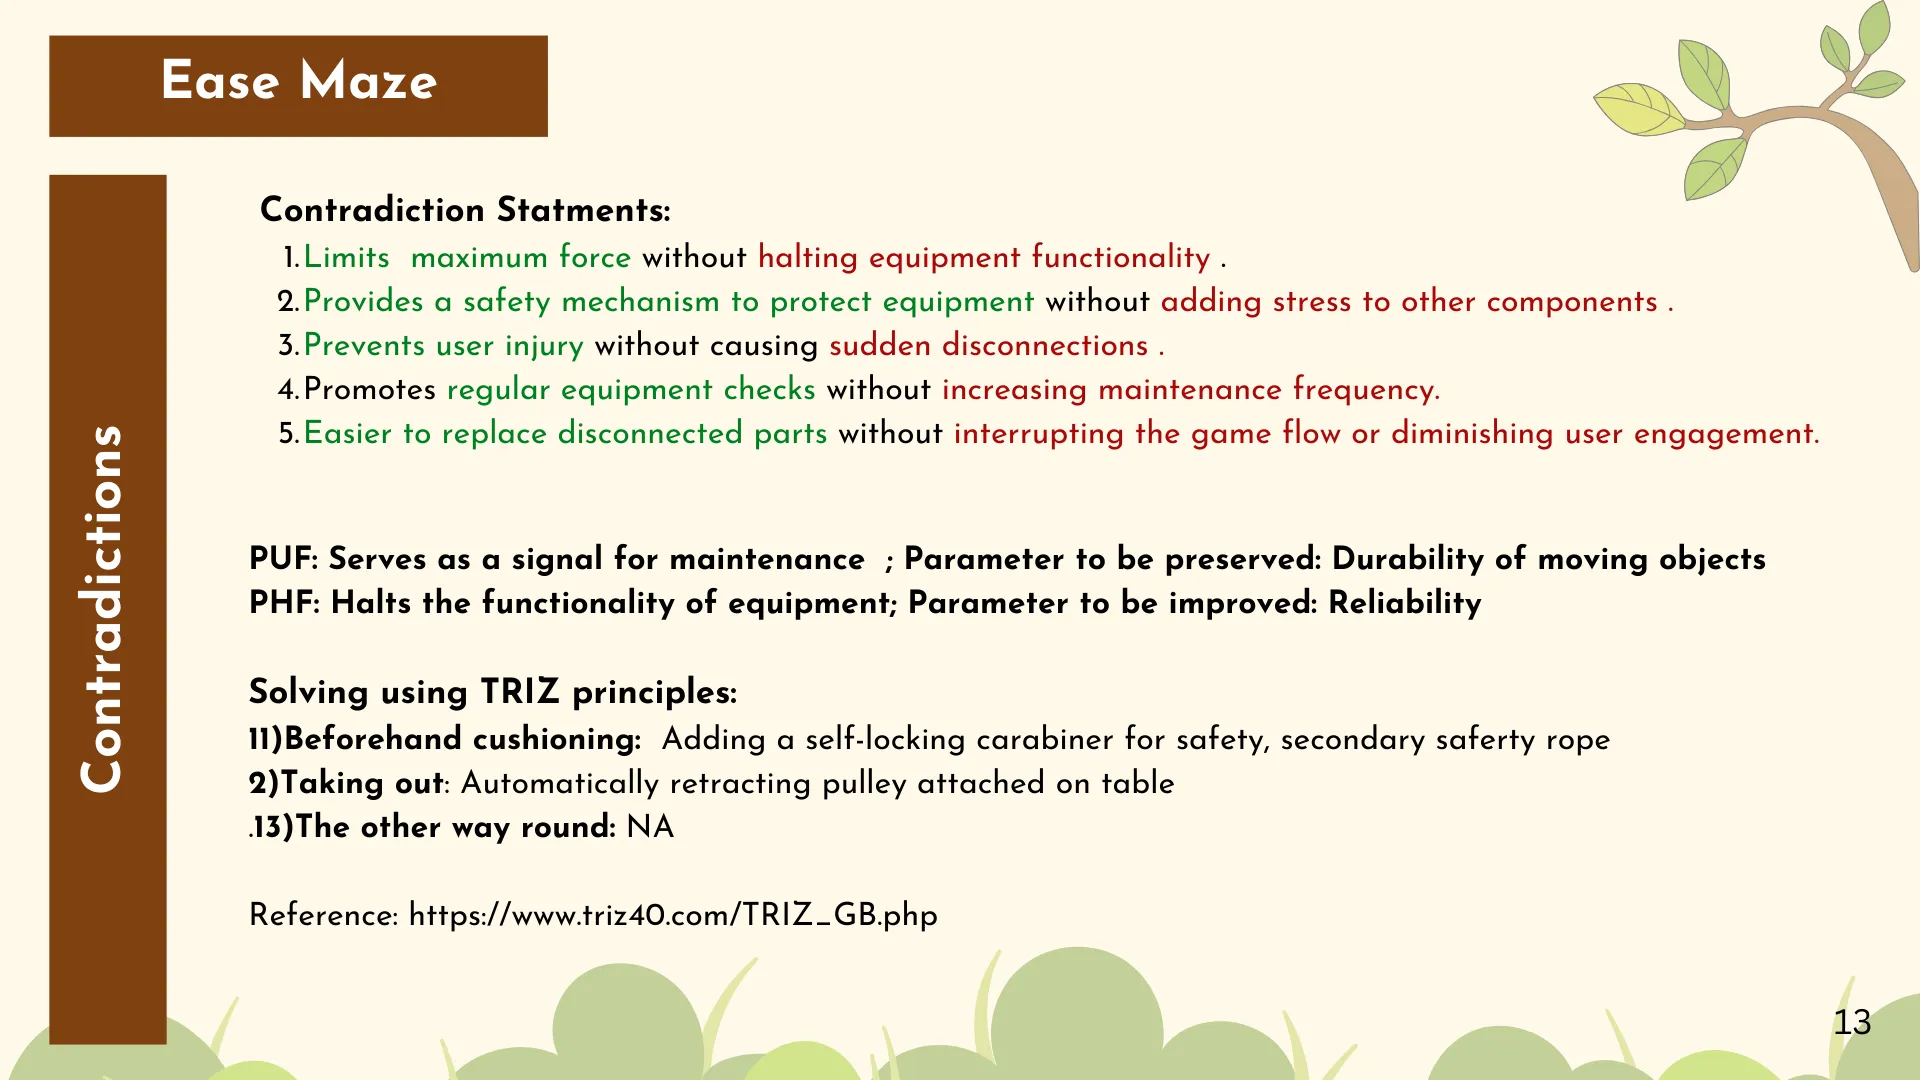 Ease Maze
Contradictions
Contradiction Statments:
1. Limits maximum force without halting equipment functionality .
2. Provides a safety mechanism to protect equipment without adding stress to other components .
3. Prevents user injury without causing sudden disconnections .
4. Promotes regular equipment checks without increasing maintenance frequency.
5. Easier to replace disconnected parts without interrupting the game flow or diminishing user engagement.
PUF: Serves as a signal for maintenance ; Parameter to be preserved: Durability of moving objects
PHF: Halts the functionality of equipment; Parameter to be improved: Reliability
Solving using TRIZ principles:
11)Beforehand cushioning: Adding a self-locking carabiner for safety, secondary saferty rope
2)Taking out: Automatically retracting pulley attached on table
.13)The other way round: NA
Reference: https://www.triz40.com/TRIZ_GB.php
13